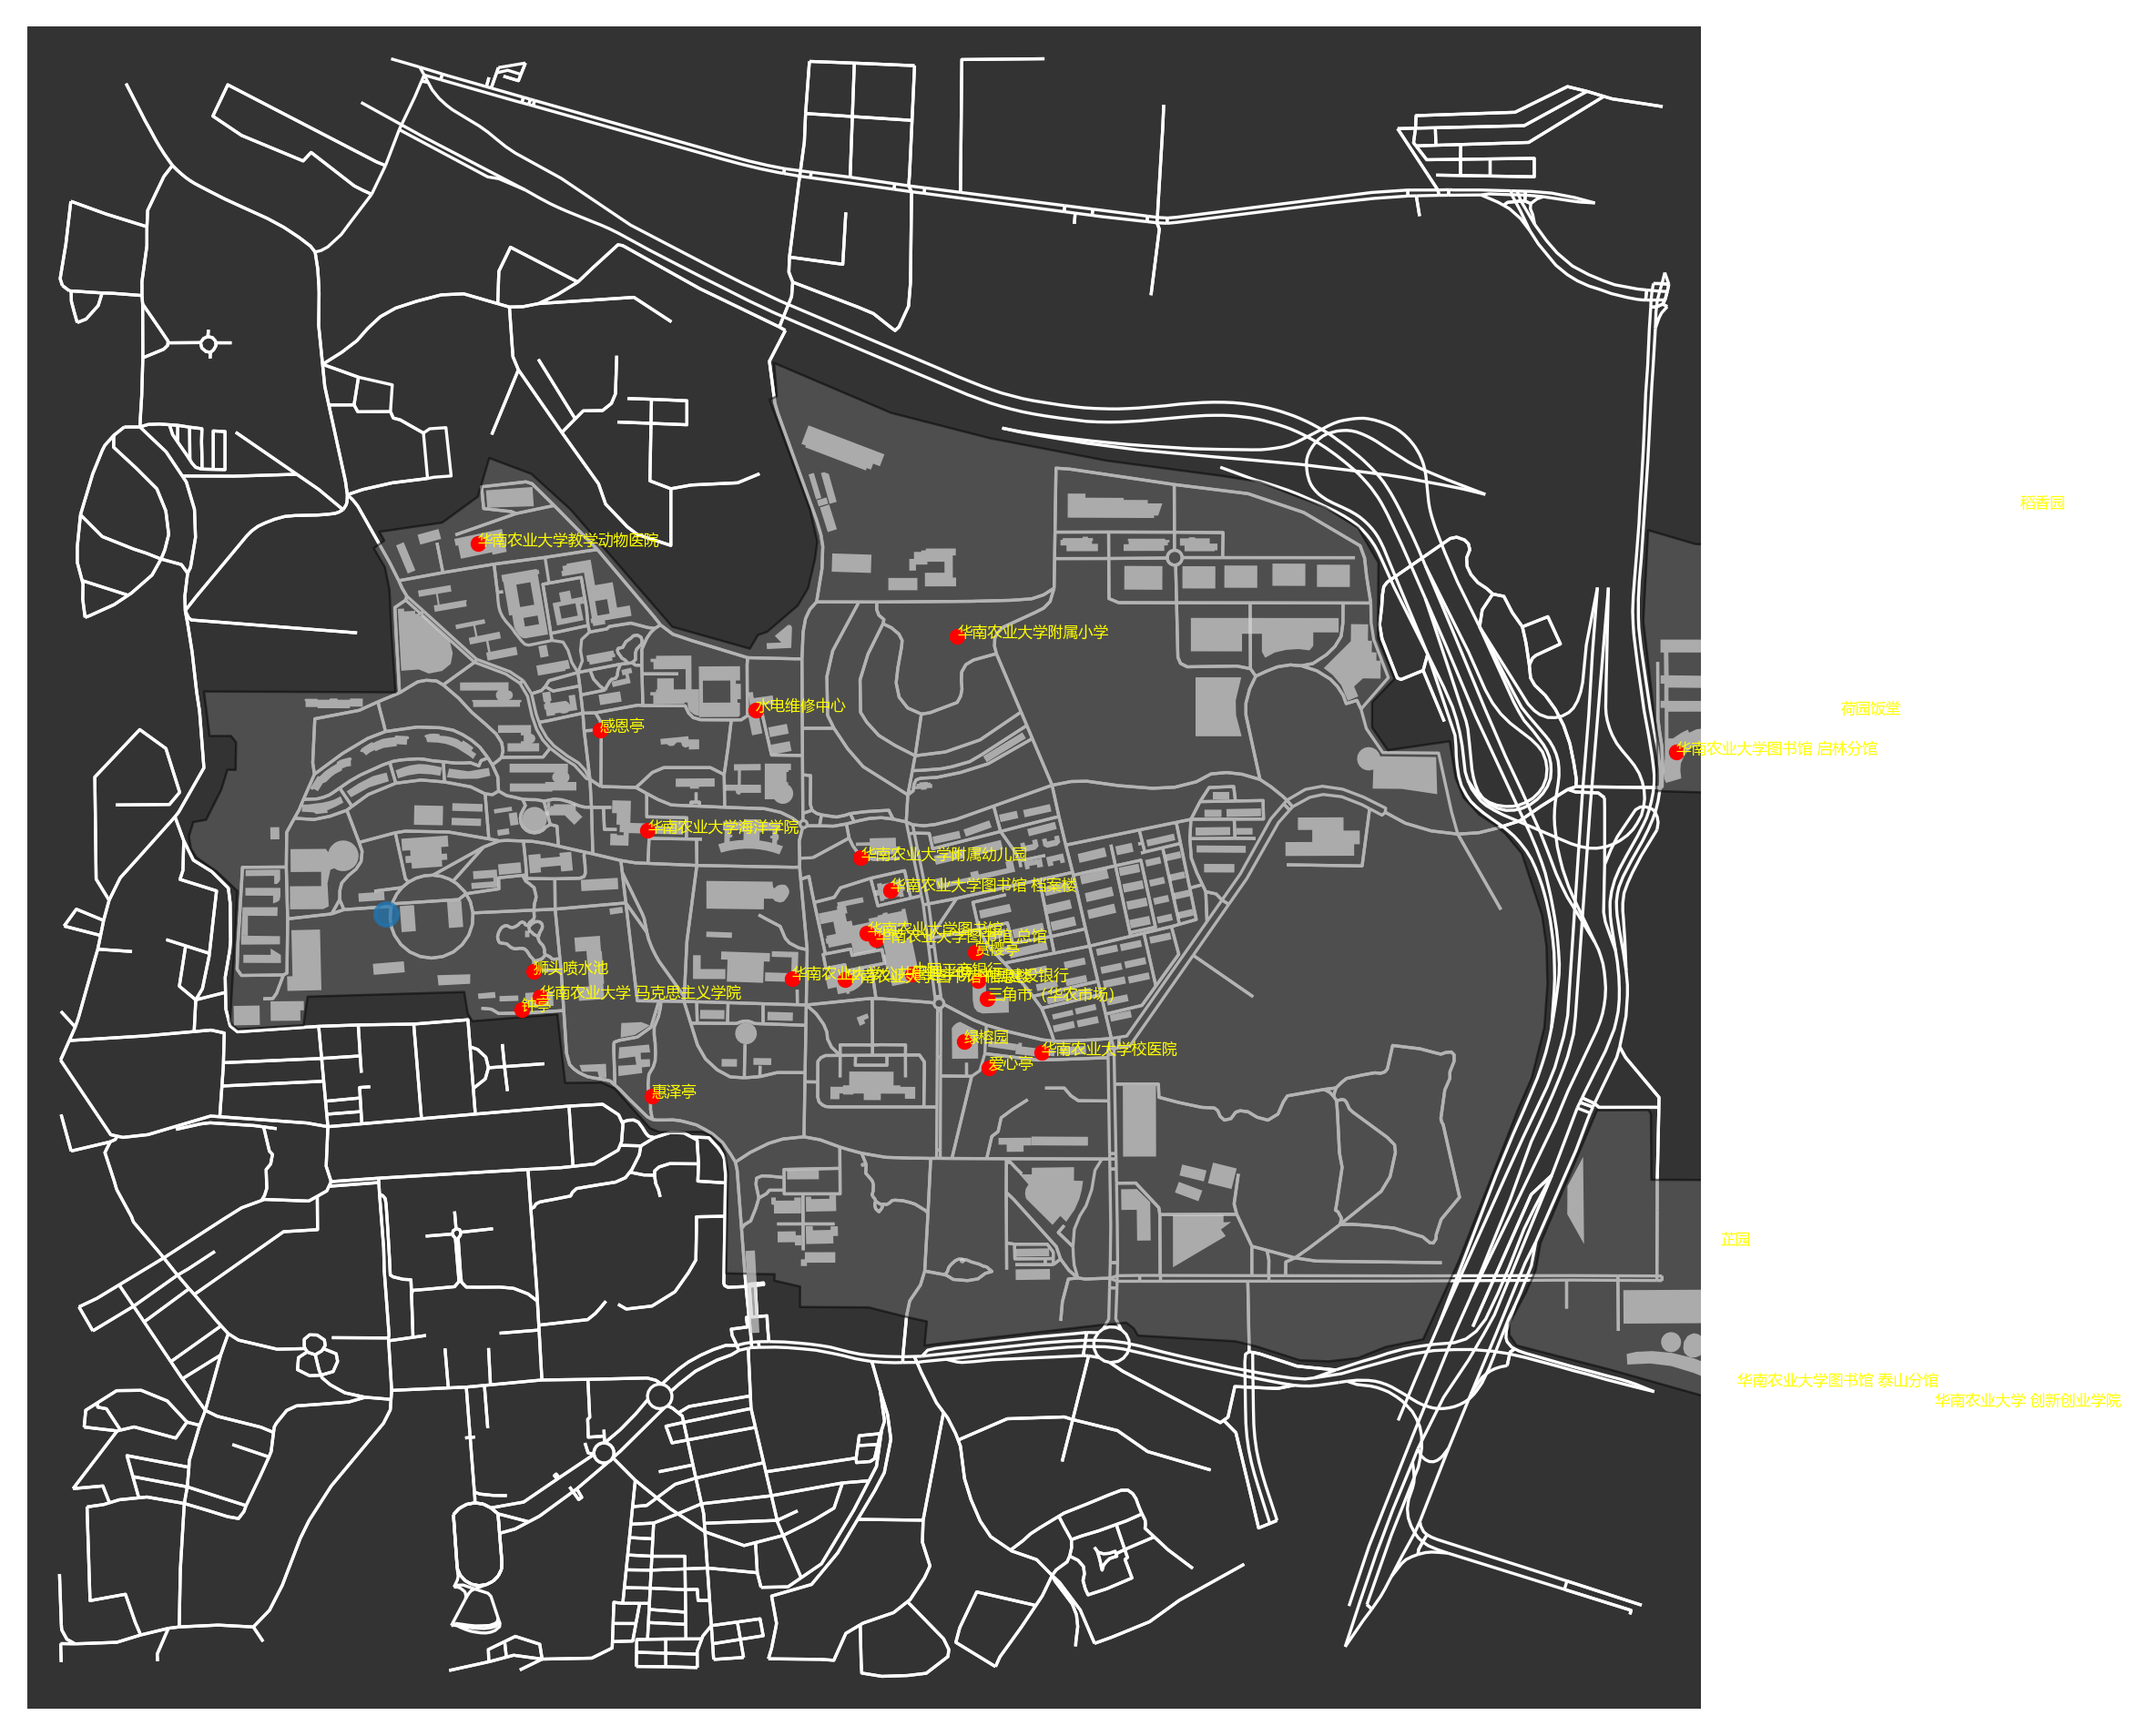 稻香园
华南农业大学教学动物医院
华南农业大学附属小学
水电维修中心
荷园饭堂
感恩亭
华南农业大学图书馆 启林分馆
华南农业大学海洋学院
华南农业大学附属幼儿园
华南农业大学图书馆 档案楼
华南农业大学图书馆
华南农业大学图书馆 总馆
赏樱亭
狮头喷水池
华南农业大学
建设银行
华南农业大学 马克思主义学院
三角市（华农市场）
钟亭
绿榕园
华南农业大学校医院
爱心亭
惠泽亭
芷园
华南农业大学图书馆 泰山分馆
华南农业大学 创新创业学院